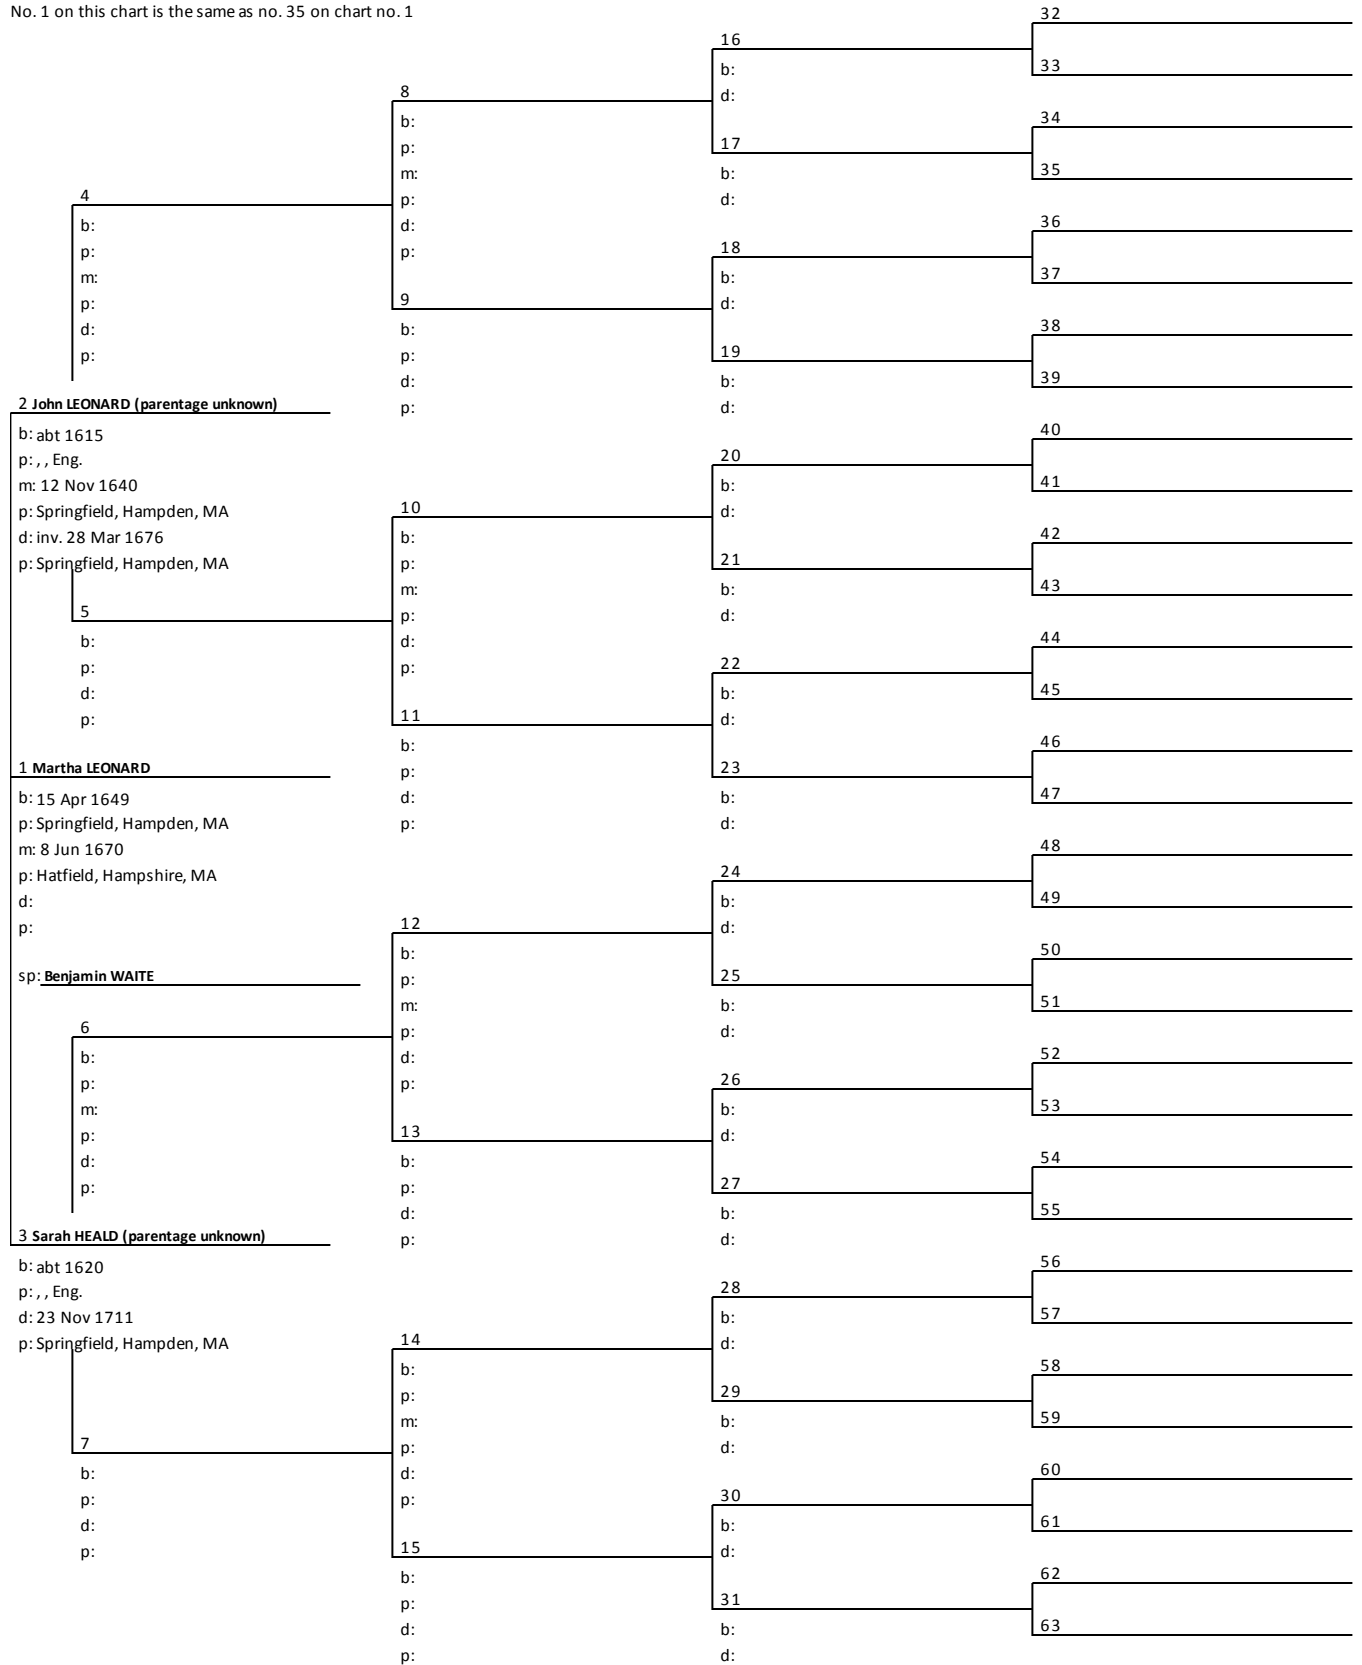 No. 1 on this chart is the same as no. 35 on chart no. 1
4
b:
p:
m:
p:
d:
p:
2 John LEONARD (parentage unknown)
b: abt 1615
p: , , Eng.
m: 12 Nov 1640
p: Springfield, Hampden, MA
d: inv. 28 Mar 1676
p: Springfield, Hampden, MA
5
b:
p:
d:
p:
1 Martha LEONARD
b: 15 Apr 1649
p: Springfield, Hampden, MA
m: 8 Jun 1670
p: Hatfield, Hampshire, MA
d:
p:
sp: Benjamin WAITE
6
b:
p:
m:
p:
d:
p:
3 Sarah HEALD (parentage unknown)
b: abt 1620
p: , , Eng.
d: 23 Nov 1711
p: Springfield, Hampden, MA
7
b:
p:
d:
p:
8
b:
p:
m:
p:
d:
p:
9
b:
p:
d:
p:
10
b:
p:
m:
p:
d:
p:
11
b:
p:
d:
p:
12
b:
p:
m:
p:
d:
p:
13
b:
p:
d:
p:
14
b:
p:
m:
p:
d:
p:
15
b:
p:
d:
p:
16
b:
d:
17
b:
d:
18
b:
d:
19
b:
d:
20
b:
d:
21
b:
d:
22
b:
d:
23
b:
d:
24
b:
d:
25
b:
d:
26
b:
d:
27
b:
d:
28
b:
d:
29
b:
d:
30
b:
d:
31
b:
d:
32
33
34
35
36
37
38
39
40
41
42
43
44
45
46
47
48
49
50
51
52
53
54
55
56
57
58
59
60
61
62
63